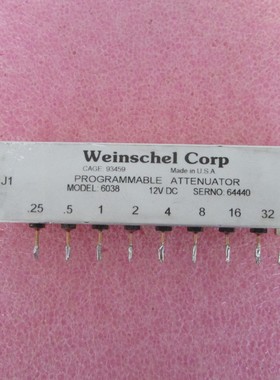 Weinschel Corp
CAGE 93459 Made in U.S.A
PROGRAMMABLE ATTENUATOR
J1 MODEL 6038 12V DC SERNO: 64440
.25 .5 1 2 4 8 16 32